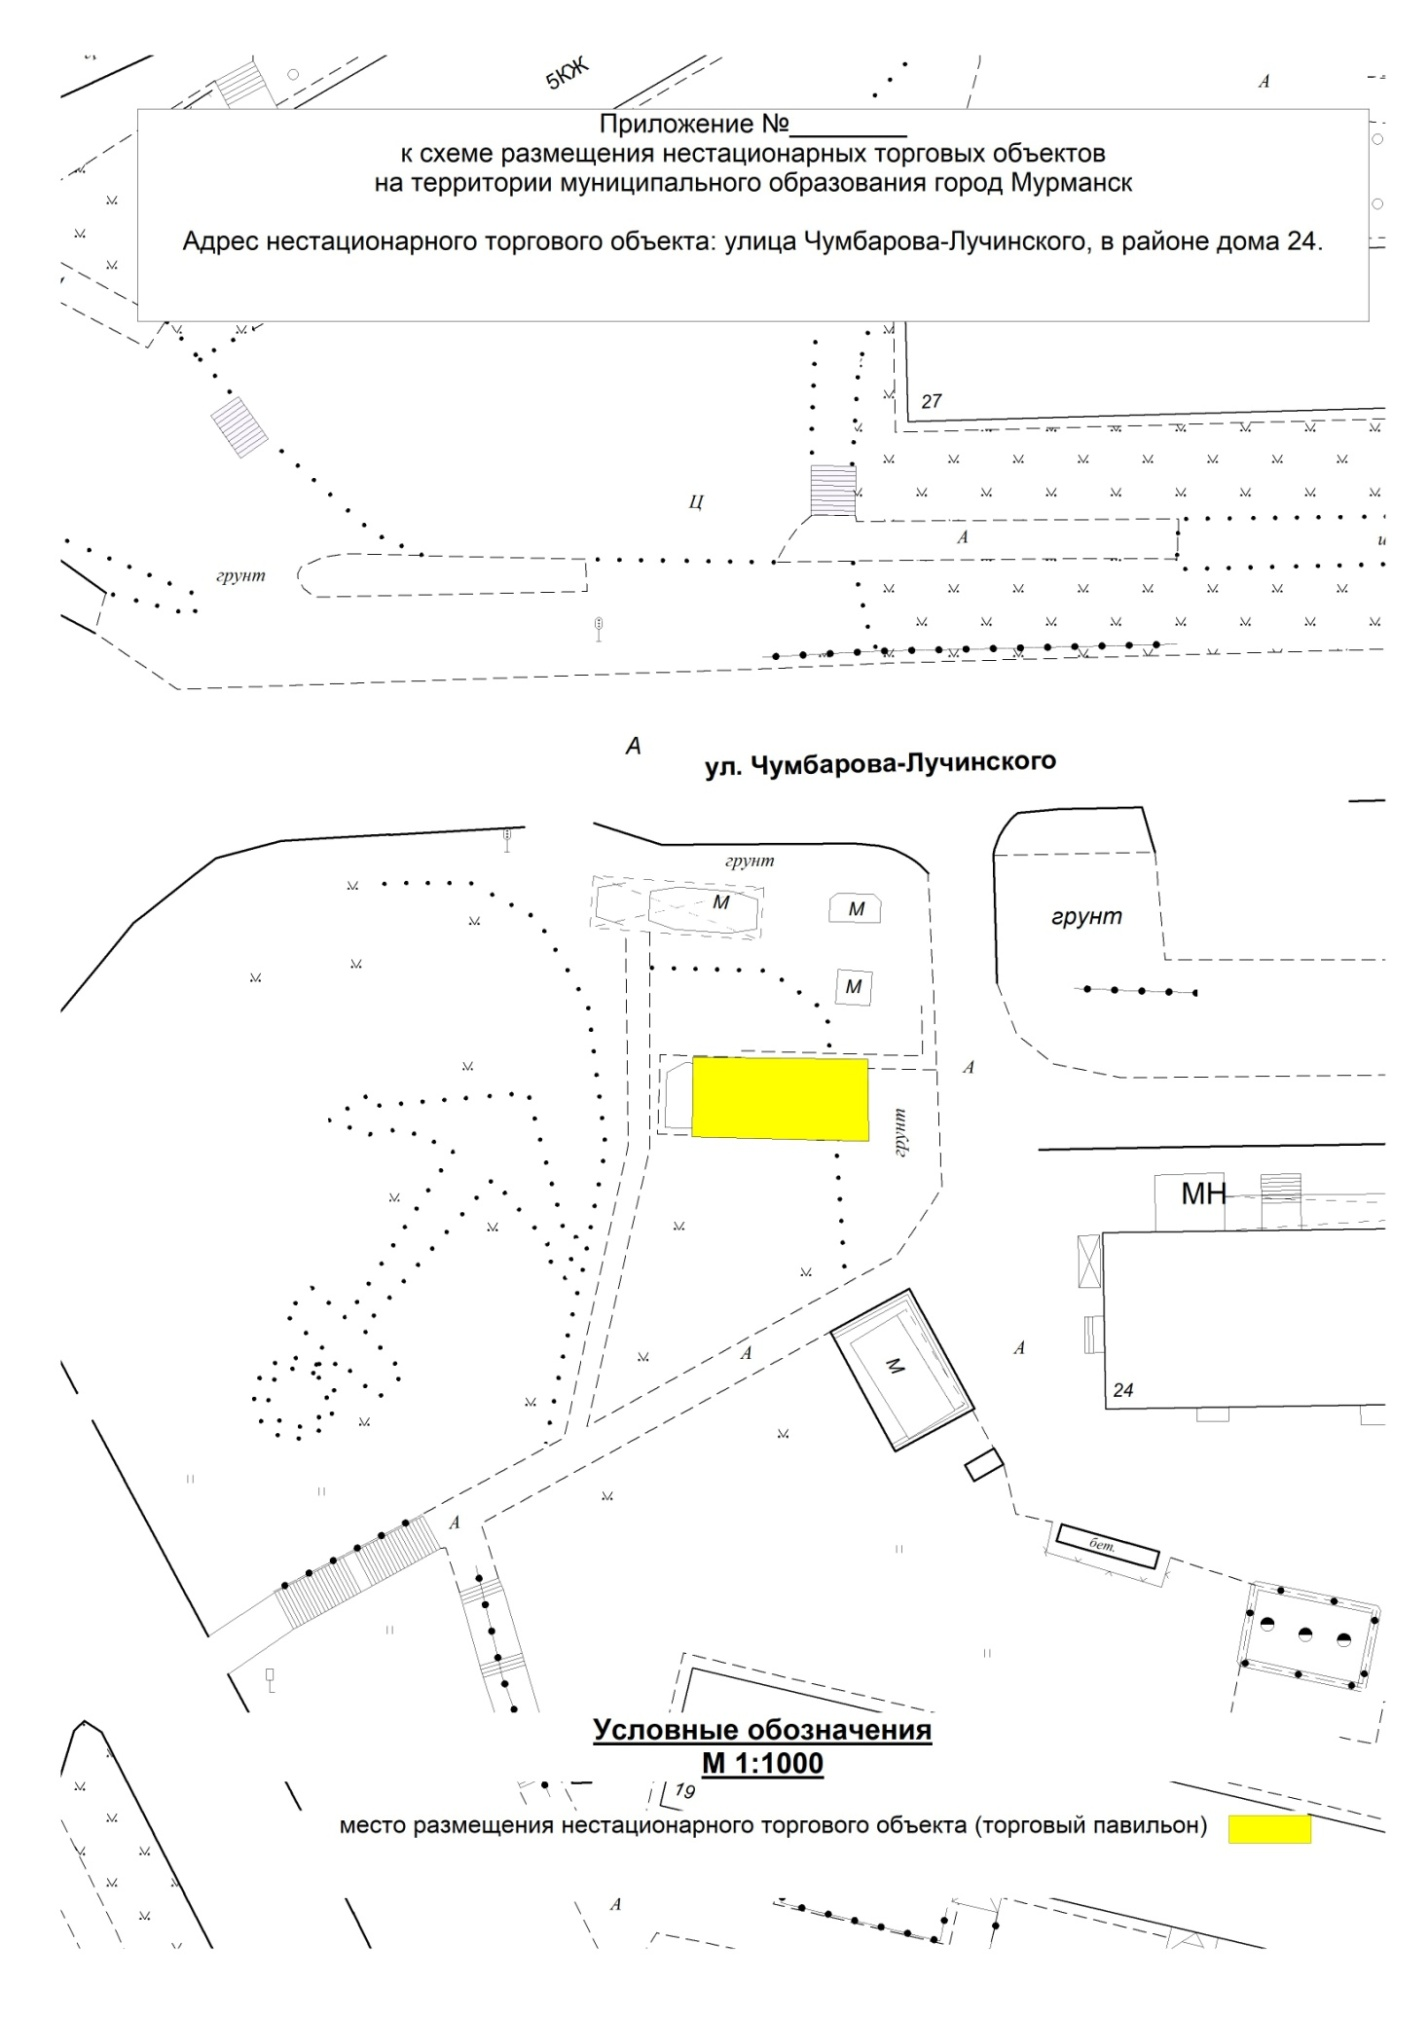 5КЖ
А
Приложение №________
к схеме размещения нестационарных торговых объектов
на территории муниципального образования город Мурманск
Адрес нестационарного торгового объекта: улица Чумбарова-Лучинского, в районе дома 24.
27
Ц
А
грунт
А
ул. Чумбарова-Лучинского
грунт
М
М
грунт
М
А
грунт
МН
А
А
М
24
А
бет.
Условные обозначения
М 1:1000
19
место размещения нестационарного торгового объекта (торговый павильон)
А